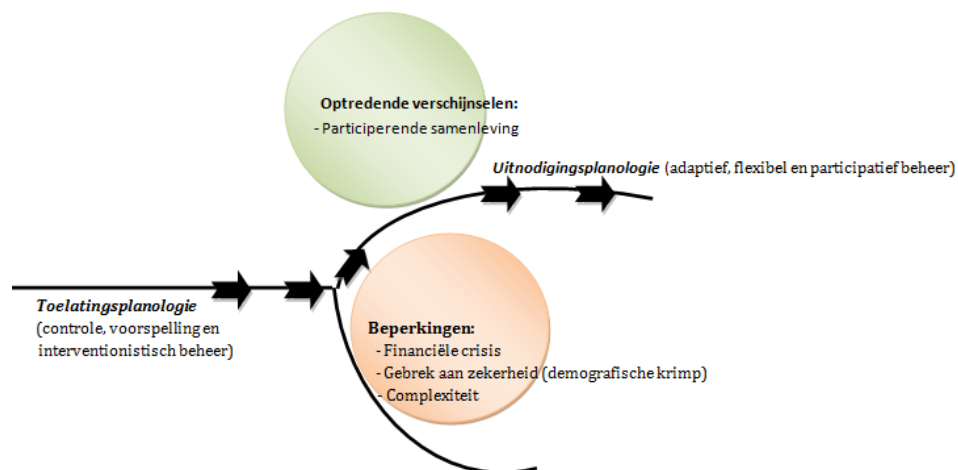 Optredende verschijnselen:
- Participerende samenleving
Uitnodigingsplanologie (adaptief, flexibel en participatief beheer)
Toelatingsplanologie
(controle, voorspelling en
interventionistisch beheer)
Beperkingen:
- Financiële crisis
- Gebrek aan zekerheid (demografische krimp)
- Complexiteit